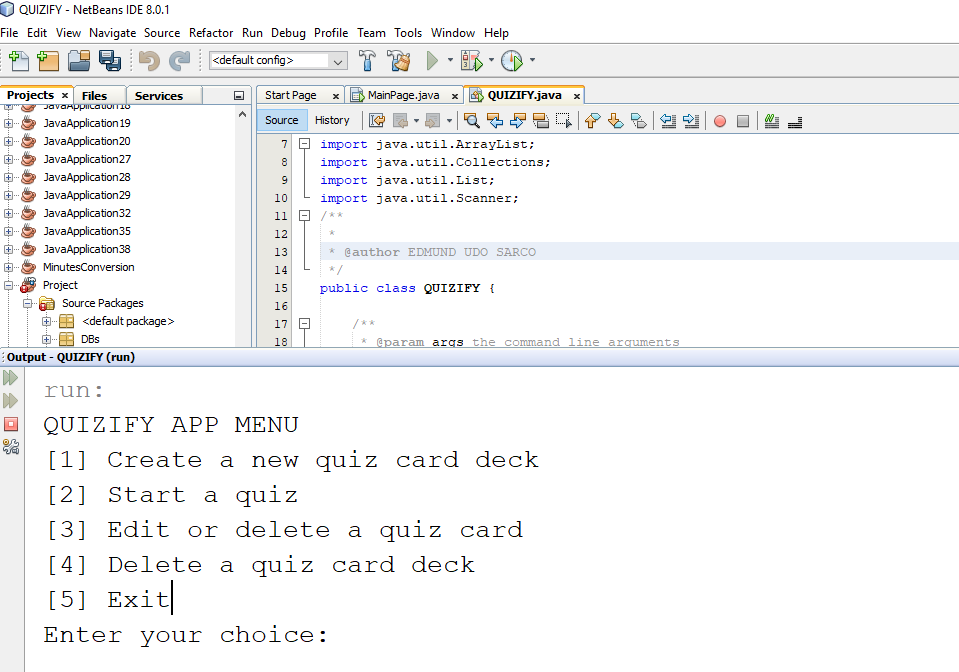 QUIZIFY - NetBeans IDE 8.0.1
File Edit View Navigate Source Refactor Run Debug Profile Team Tools Window Help
<default config>
Projects × Files Services
JavaApplication18
JavaApplication19
JavaApplication20
JavaApplication27
JavaApplication28
JavaApplication29
JavaApplication32
JavaApplication35
JavaApplication38
MinutesConversion
Project
Source Packages
<default package>
DBs
Start Page × MainPage.java × QUIZIFY.java ×
Source History
7 import java.util.ArrayList;
8 import java.util.Collections;
9 import java.util.List;
10 import java.util.Scanner;
11 /**
12 *
13 * @author EDMUND UDO SARCO
14 */
15 public class QUIZIFY {
16
17 /**
18 * @param args the command line arguments
Output - QUIZIFY (run)
run:
QUIZIFY APP MENU
[1] Create a new quiz card deck
[2] Start a quiz
[3] Edit or delete a quiz card
[4] Delete a quiz card deck
[5] Exit
Enter your choice: